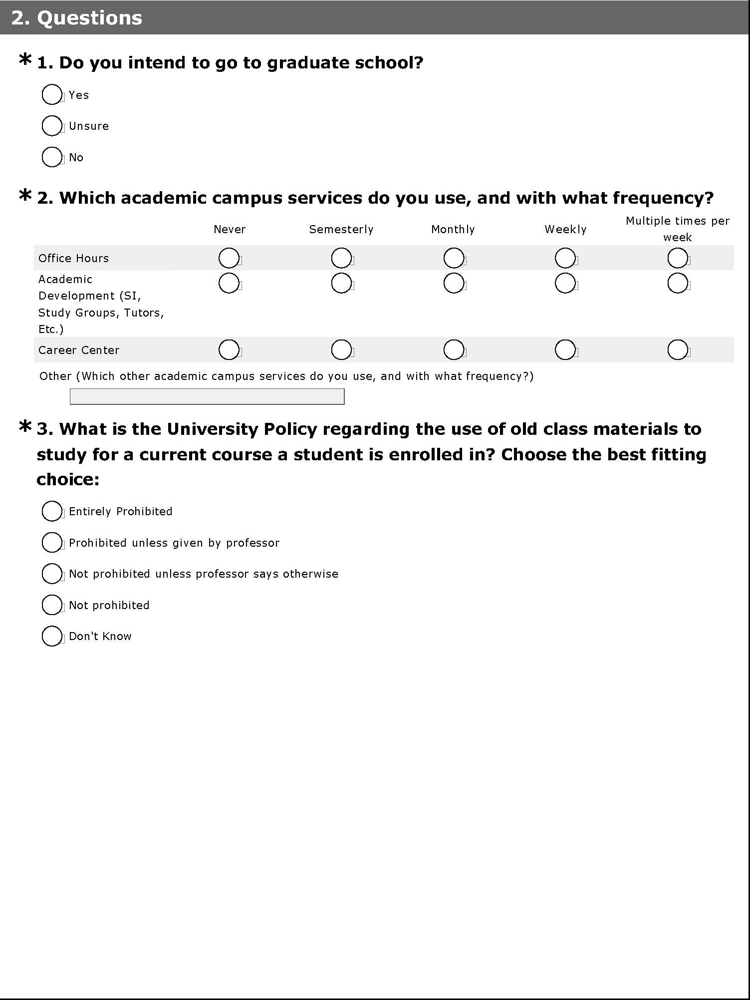 2. Questions
* 1. Do you intend to go to graduate school?
Yes
Unsure
No
* 2. Which academic campus services do you use, and with what frequency?
Never Semesterly Monthly Weekly Multiple times per week
Office Hours
Academic
Development (SI,
Study Groups, Tutors,
Etc.)
Career Center
Other (Which other academic campus services do you use, and with what frequency?)
* 3. What is the University Policy regarding the use of old class materials to
study for a current course a student is enrolled in? Choose the best fitting
choice:
Entirely Prohibited
Prohibited unless given by professor
Not prohibited unless professor says otherwise
Not prohibited
Don't Know